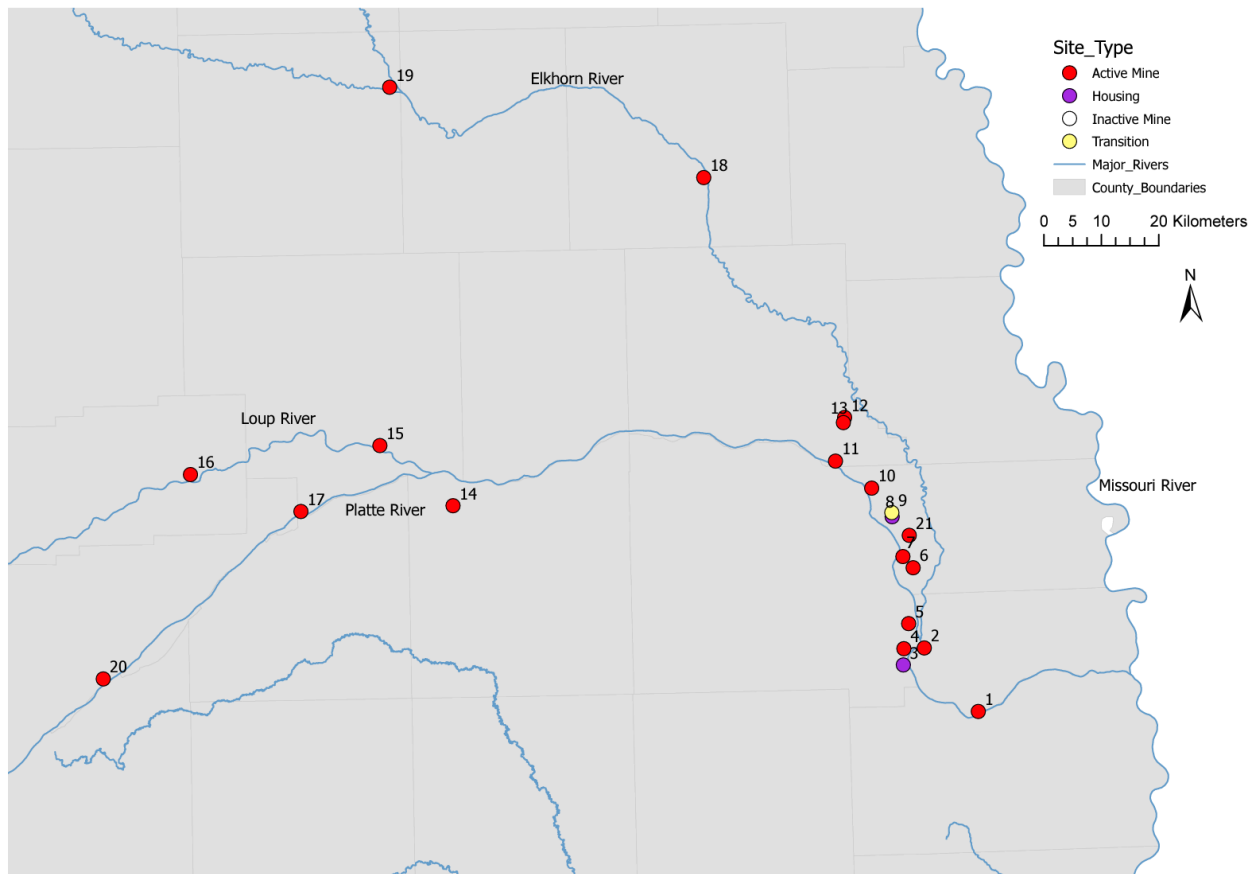 Site_Type
Active Mine
Housing
Inactive Mine
Transition
Major_Rivers
County_Boundaries
0 5 10 20 Kilometers
N
19
Elkhorn River
18
13 12
Loup River
15
11
16
10
Missouri River
14
8 9
17
Platte River
21
7
6
5
4 2
3
20
1